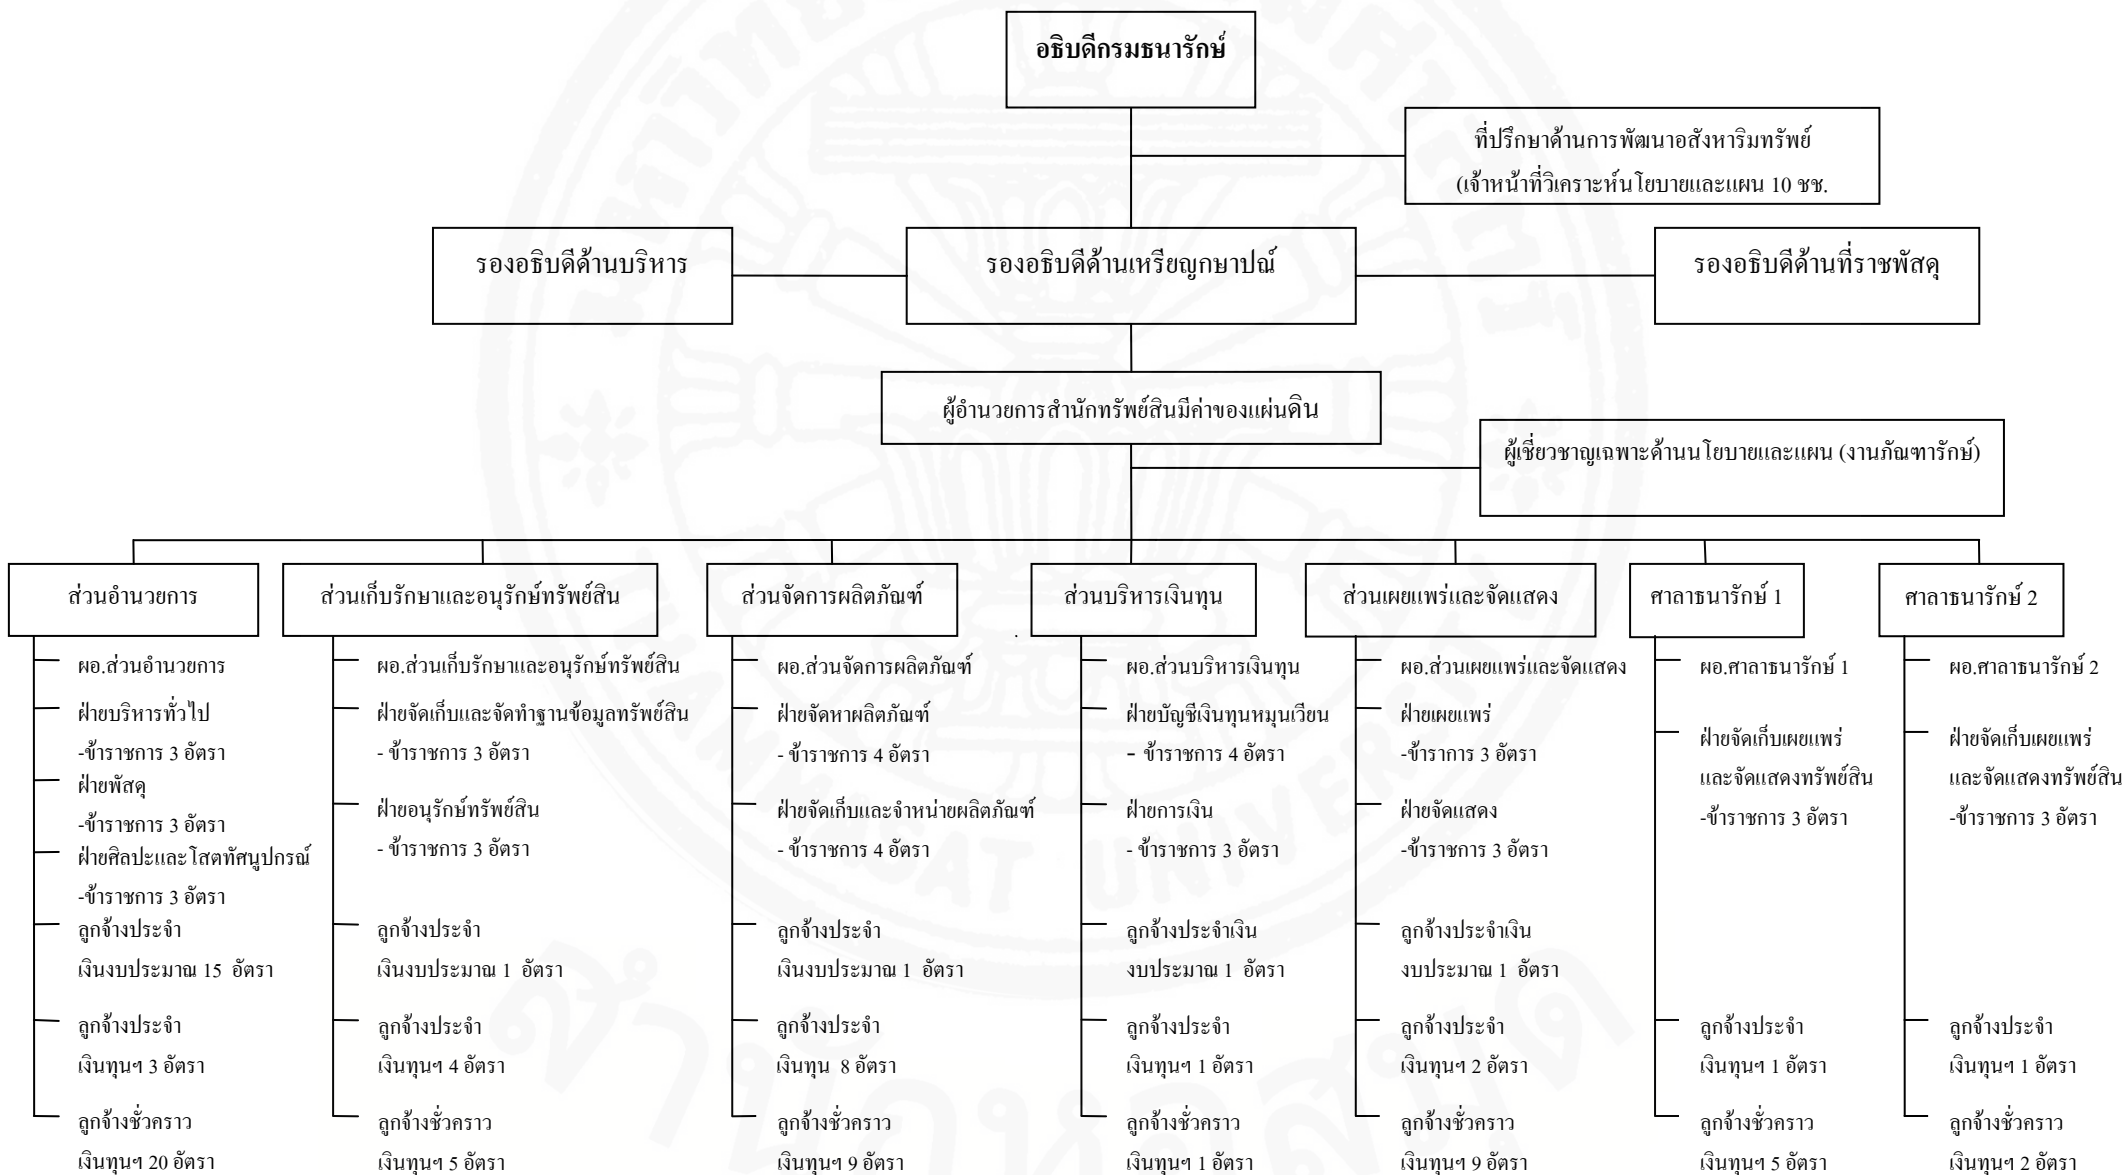 อธิบดีกรมธนารักษ์
ที่ปรึกษาด้านการพัฒนาอสังหาริมทรัพย์
(เจ้าหน้าที่วิเคราะห์นโยบายและแผน 10 ชช.
รองอธิบดีด้านบริหาร
รองอธิบดีด้านเหรียญกษาปณ์
รองอธิบดีด้านที่ราชพัสดุ
ผู้อำนวยการสำนักทรัพย์สินมีค่าของแผ่นดิน
ผู้เชี่ยวชาญเฉพาะด้านนโยบายและแผน (งานภัณฑารักษ์)
ส่วนอำนวยการ
ผอ.ส่วนอำนวยการ
ฝ่ายบริหารทั่วไป
-ข้าราชการ 3 อัตรา
ฝ่ายพัสดุ
-ข้าราชการ 3 อัตรา
ฝ่ายศิลปะและโสตทัศนูปกรณ์
-ข้าราชการ 3 อัตรา
ลูกจ้างประจำ
เงินงบประมาณ 15 อัตรา
ลูกจ้างประจำ
เงินทุนฯ 3 อัตรา
ลูกจ้างชั่วคราว
เงินทุนฯ 20 อัตรา
ส่วนเก็บรักษาและอนุรักษ์ทรัพย์สิน
ผอ.ส่วนเก็บรักษาและอนุรักษ์ทรัพย์สิน
ฝ่ายจัดเก็บและจัดทำฐานข้อมูลทรัพย์สิน
- ข้าราชการ 3 อัตรา
ฝ่ายอนุรักษ์ทรัพย์สิน
- ข้าราชการ 3 อัตรา
ลูกจ้างประจำ
เงินงบประมาณ 1 อัตรา
ลูกจ้างประจำ
เงินทุนฯ 4 อัตรา
ลูกจ้างชั่วคราว
เงินทุนฯ 5 อัตรา
ส่วนจัดการผลิตภัณฑ์
ผอ.ส่วนจัดการผลิตภัณฑ์
ฝ่ายจัดหาผลิตภัณฑ์
- ข้าราชการ 4 อัตรา
ฝ่ายจัดเก็บและจำหน่ายผลิตภัณฑ์
- ข้าราชการ 4 อัตรา
ลูกจ้างประจำ
เงินงบประมาณ 1 อัตรา
ลูกจ้างประจำ
เงินทุน 8 อัตรา
ลูกจ้างชั่วคราว
เงินทุนฯ 9 อัตรา
ส่วนบริหารเงินทุน
ผอ.ส่วนบริหารเงินทุน
ฝ่ายบัญชีเงินทุนหมุนเวียน
- ข้าราชการ 4 อัตรา
ฝ่ายการเงิน
- ข้าราชการ 3 อัตรา
ลูกจ้างประจำเงิน
งบประมาณ 1 อัตรา
ลูกจ้างประจำ
เงินทุนฯ 1 อัตรา
ลูกจ้างชั่วคราว
เงินทุนฯ 1 อัตรา
ส่วนเผยแพร่และจัดแสดง
ผอ.ส่วนเผยแพร่และจัดแสดง
ฝ่ายเผยแพร่
-ข้าราการ 3 อัตรา
ฝ่ายจัดแสดง
-ข้าราชการ 3 อัตรา
ลูกจ้างประจำเงิน
งบประมาณ 1 อัตรา
ลูกจ้างประจำ
เงินทุนฯ 2 อัตรา
ลูกจ้างชั่วคราว
เงินทุนฯ 9 อัตรา
ศาลาธนารักษ์ 1
ผอ.ศาลาธนารักษ์ 1
ฝ่ายจัดเก็บเผยแพร่
และจัดแสดงทรัพย์สิน
-ข้าราชการ 3 อัตรา
ลูกจ้างประจำ
เงินทุนฯ 1 อัตรา
ลูกจ้างชั่วคราว
เงินทุนฯ 5 อัตรา
ศาลาธนารักษ์ 2
ผอ.ศาลาธนารักษ์ 2
ฝ่ายจัดเก็บเผยแพร่
และจัดแสดงทรัพย์สิน
-ข้าราชการ 3 อัตรา
ลูกจ้างประจำ
เงินทุนฯ 1 อัตรา
ลูกจ้างชั่วคราว
เงินทุนฯ 2 อัตรา